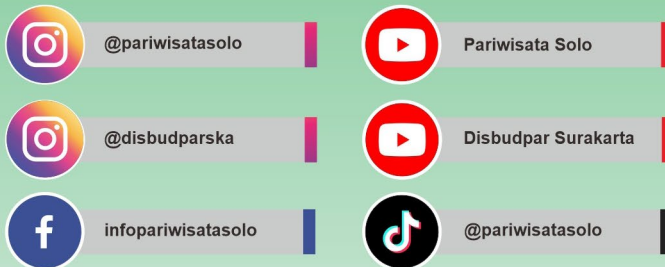 @pariwisatasolo
Pariwisata Solo
@disbudparska
Disbudpar Surakarta
infopariwisatasolo
@pariwisatasolo